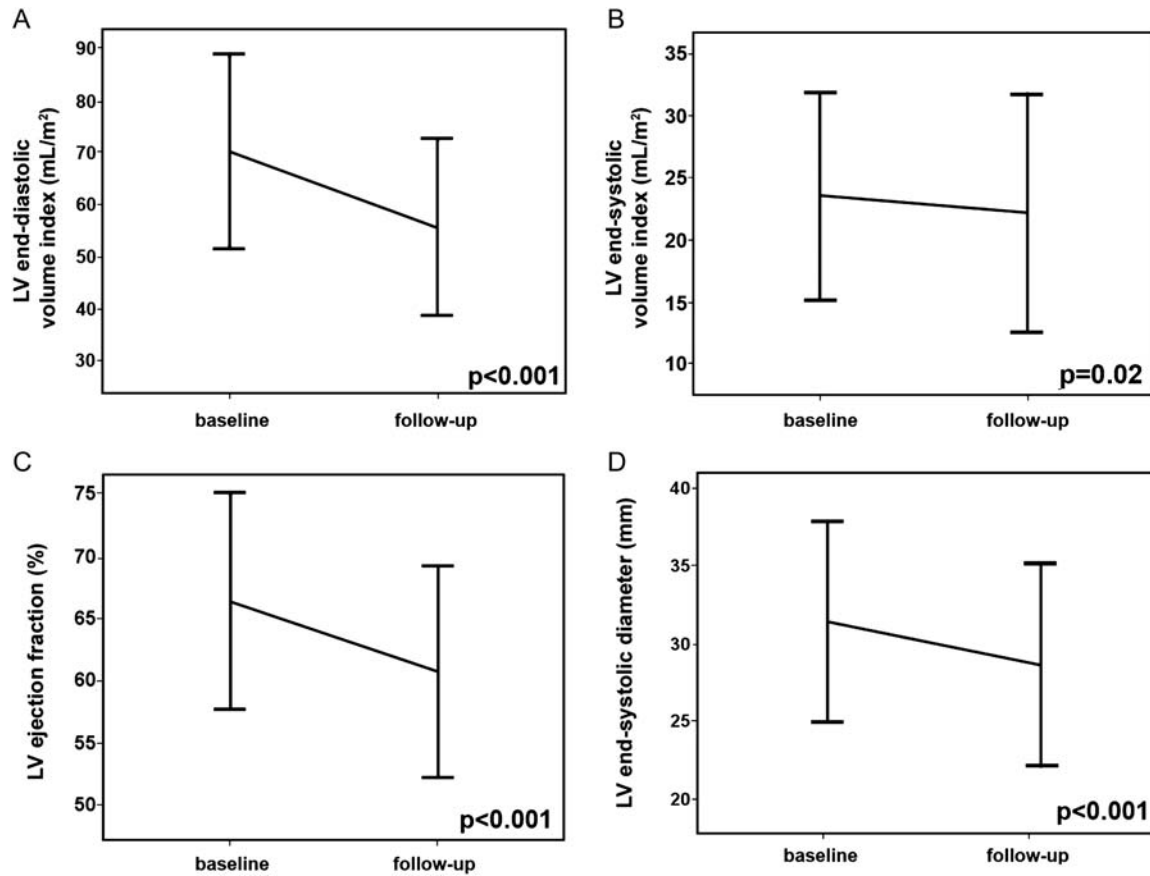 A
LV end-diastolic
volume index (mL/m²)
90
80
70
60
50
40
30
p<0.001
baseline
follow-up
B
LV end-systolic
volume index (mL/m²)
35
30
25
20
15
10
p=0.02
baseline
follow-up
C
LV ejection fraction (%)
75
70
65
60
55
50
p<0.001
baseline
follow-up
D
LV end-systolic diameter (mm)
40
35
30
25
20
p<0.001
baseline
follow-up